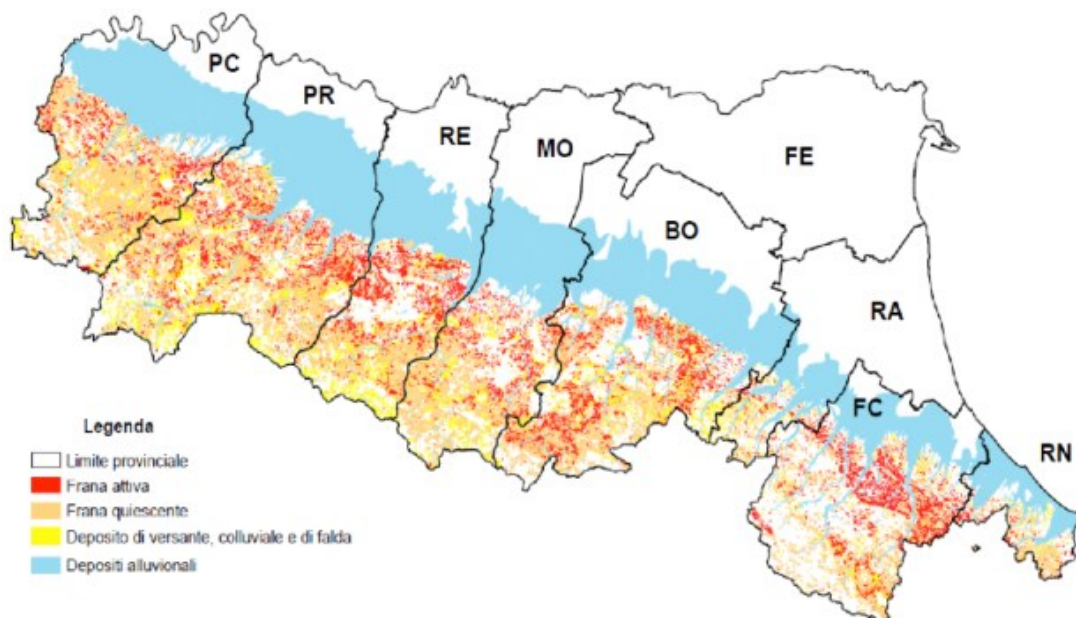 PC
PR
RE
MO
FE
BO
RA
FC
RN
Legenda
Limite provinciale
Frana attiva
Frana quiescente
Deposito di versante, colluviale e di falda
Depositi alluvionali